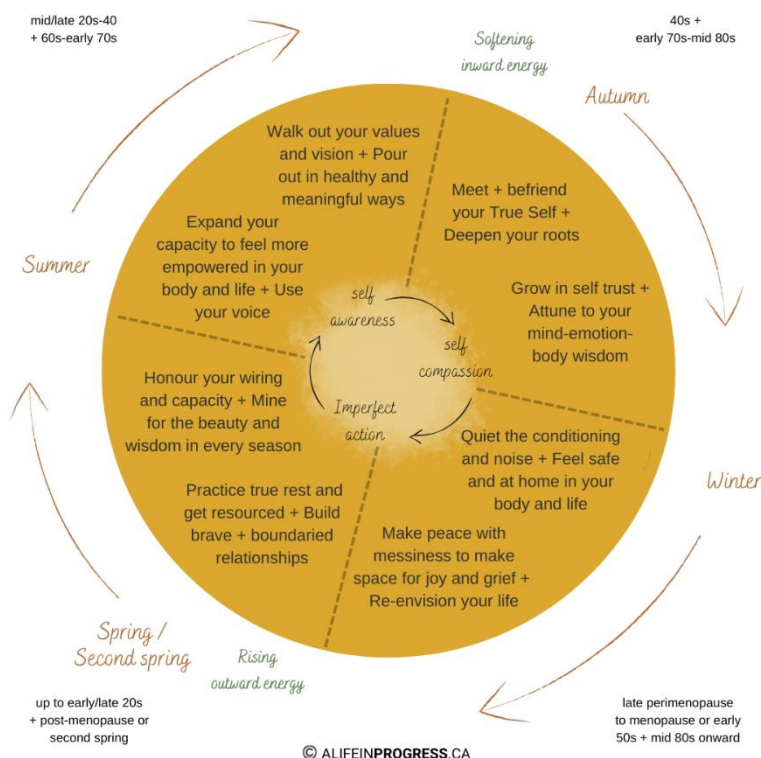 mid/late 20s-40
+ 60s-early 70s
Softening
inward energy
40s +
early 70s-mid 80s
Autumn
Walk out your values
and vision + Pour
out in healthy and
meaningful ways
Meet + befriend
your True Self +
Deepen your roots
Expand your
capacity to feel more
empowered in your
body and life + Use
your voice
Summer
Grow in self trust +
Attune to your
mind-emotion-
body wisdom
self
awareness
self
compassion
Imperfect
action
Honour your wiring
and capacity + Mine
for the beauty and
wisdom in every season
Quiet the conditioning
and noise + Feel safe
and at home in your
body and life
Winter
Practice true rest and
get resourced + Build
brave + boundaried
relationships
Make peace with
messiness to make
space for joy and grief +
Re-envision your life
Spring /
Second spring
Rising
outward energy
up to early/late 20s
+ post-menopause or
second spring
late perimenopause
to menopause or early
50s + mid 80s onward
© ALIFEINPROGRESS.CA